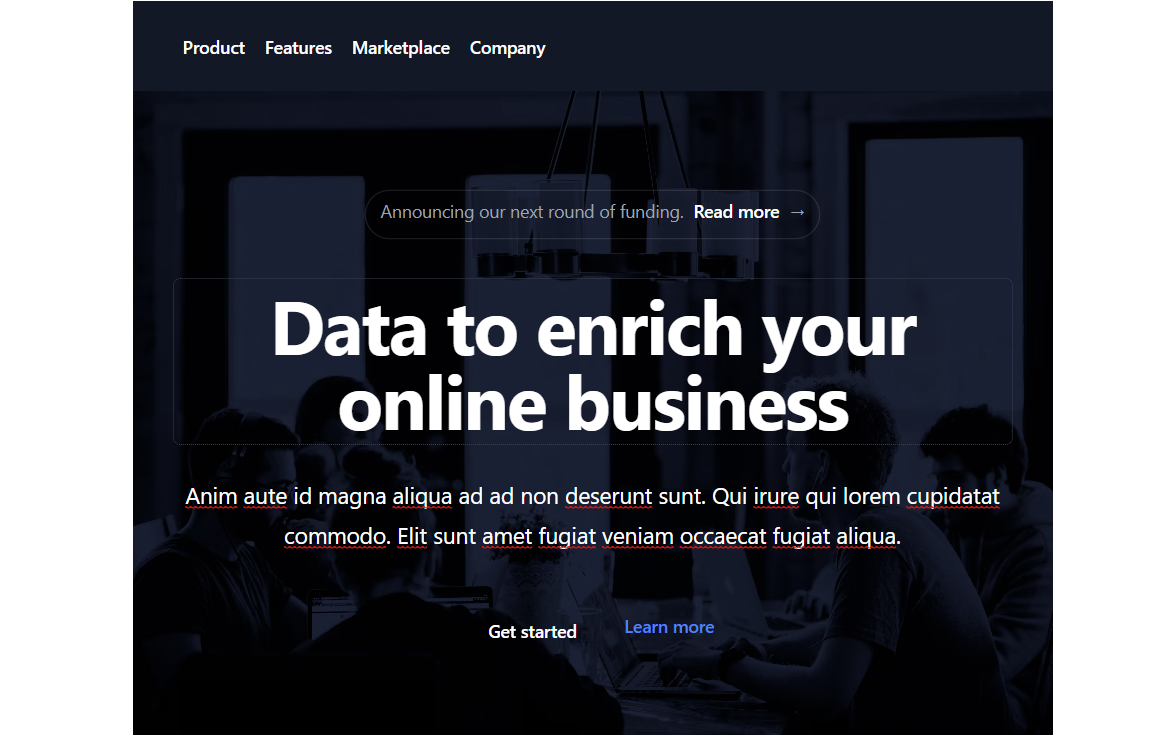 Product Features Marketplace Company
Announcing our next round of funding. Read more →
Data to enrich your
online business
Anim aute id magna aliqua ad ad non deserunt sunt. Qui irure qui lorem cupidatat
commodo. Elit sunt amet fugiat veniam occaecat fugiat aliqua.
Get started Learn more